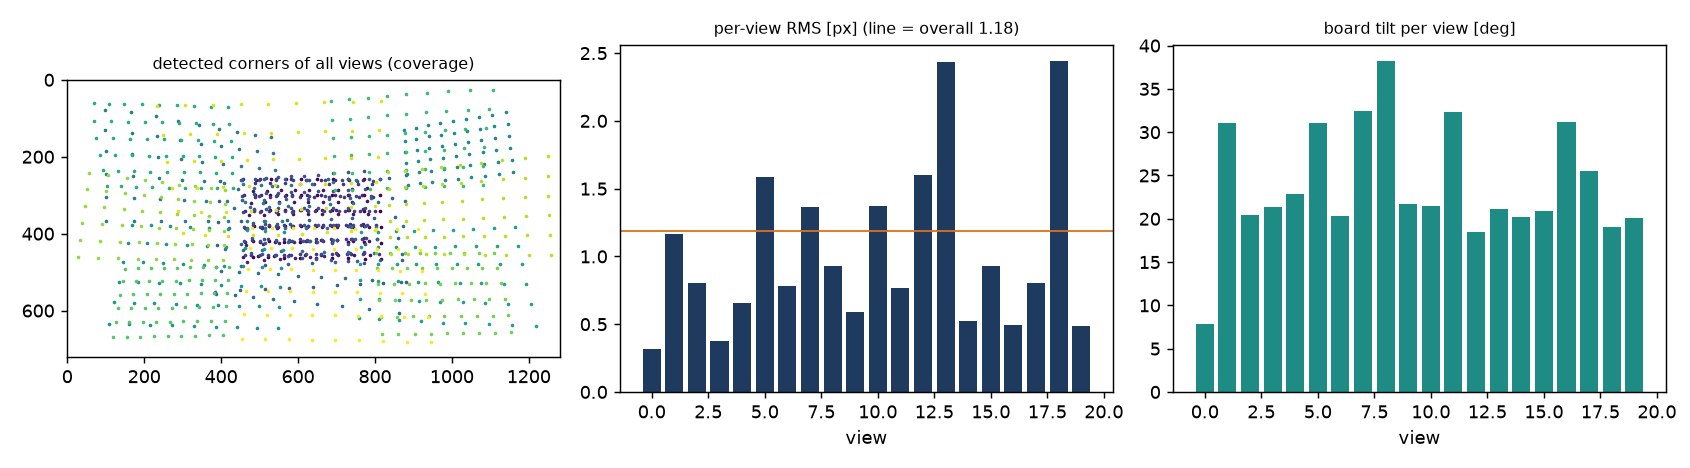 detected corners of all views (coverage)
0
200
400
600
0 200 400 600 800 1000 1200
per-view RMS [px] (line = overall 1.18)
2.5
2.0
1.5
1.0
0.5
0.0
0.0 2.5 5.0 7.5 10.0 12.5 15.0 17.5 20.0
view
board tilt per view [deg]
40
35
30
25
20
15
10
5
0
0.0 2.5 5.0 7.5 10.0 12.5 15.0 17.5 20.0
view